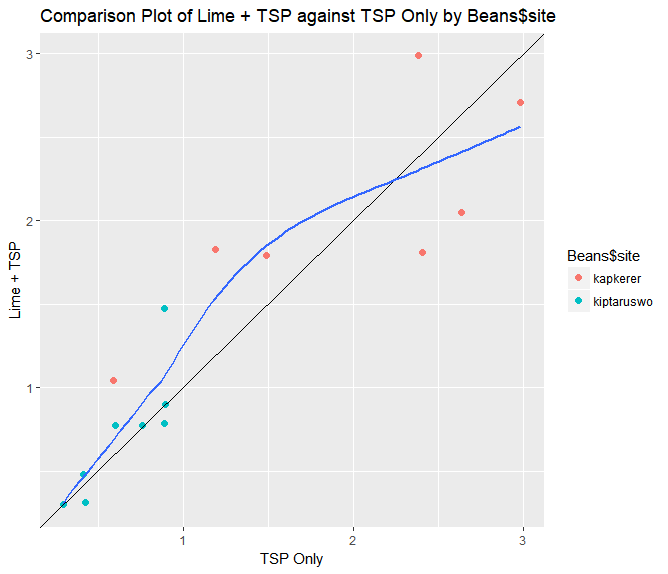 Comparison Plot of Lime + TSP against TSP Only by Beans$site
3
2
1
Lime + TSP
1 2 3
TSP Only
Beans$site
kapkerer
kiptaruswo